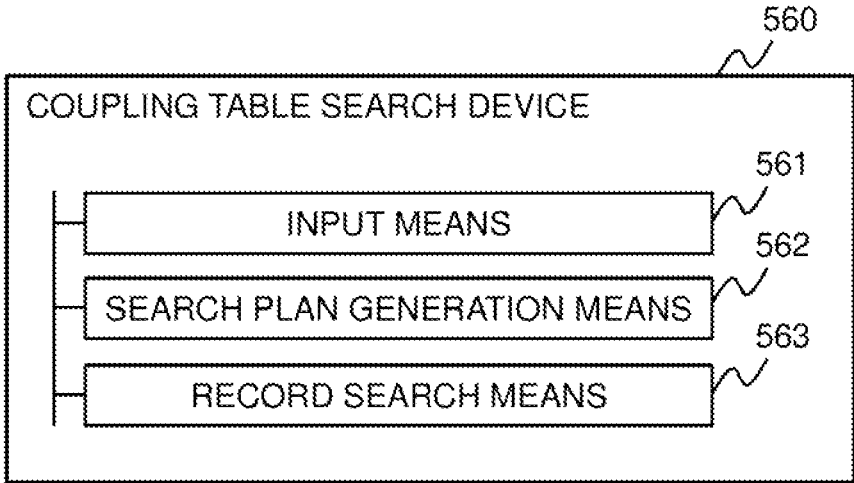 560
COUPLING TABLE SEARCH DEVICE
561
INPUT MEANS
562
SEARCH PLAN GENERATION MEANS
563
RECORD SEARCH MEANS